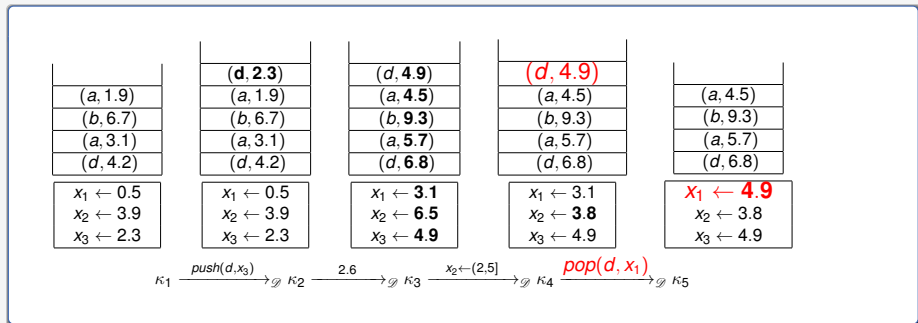 (d, 2.3) (d, 4.9) (d, 4.9)
(a, 1.9) (a, 1.9) (a, 4.5) (a, 4.5) (a, 4.5)
(b, 6.7) (b, 6.7) (b, 9.3) (b, 9.3) (b, 9.3)
(a, 3.1) (a, 3.1) (a, 5.7) (a, 5.7) (a, 5.7)
(d, 4.2) (d, 4.2) (d, 6.8) (d, 6.8) (d, 6.8)
x₁ ← 0.5 x₁ ← 0.5 x₁ ← 3.1 x₁ ← 3.1 x₁ ← 4.9
x₂ ← 3.9 x₂ ← 3.9 x₂ ← 6.5 x₂ ← 3.8 x₂ ← 3.8
x₃ ← 2.3 x₃ ← 2.3 x₃ ← 4.9 x₃ ← 4.9 x₃ ← 4.9
κ₁ push(d,x₃) →𝒢 κ₂ 2.6 →𝒢 κ₃ x₂←(2,5] →𝒢 κ₄ pop(d, x₁) →𝒢 κ₅